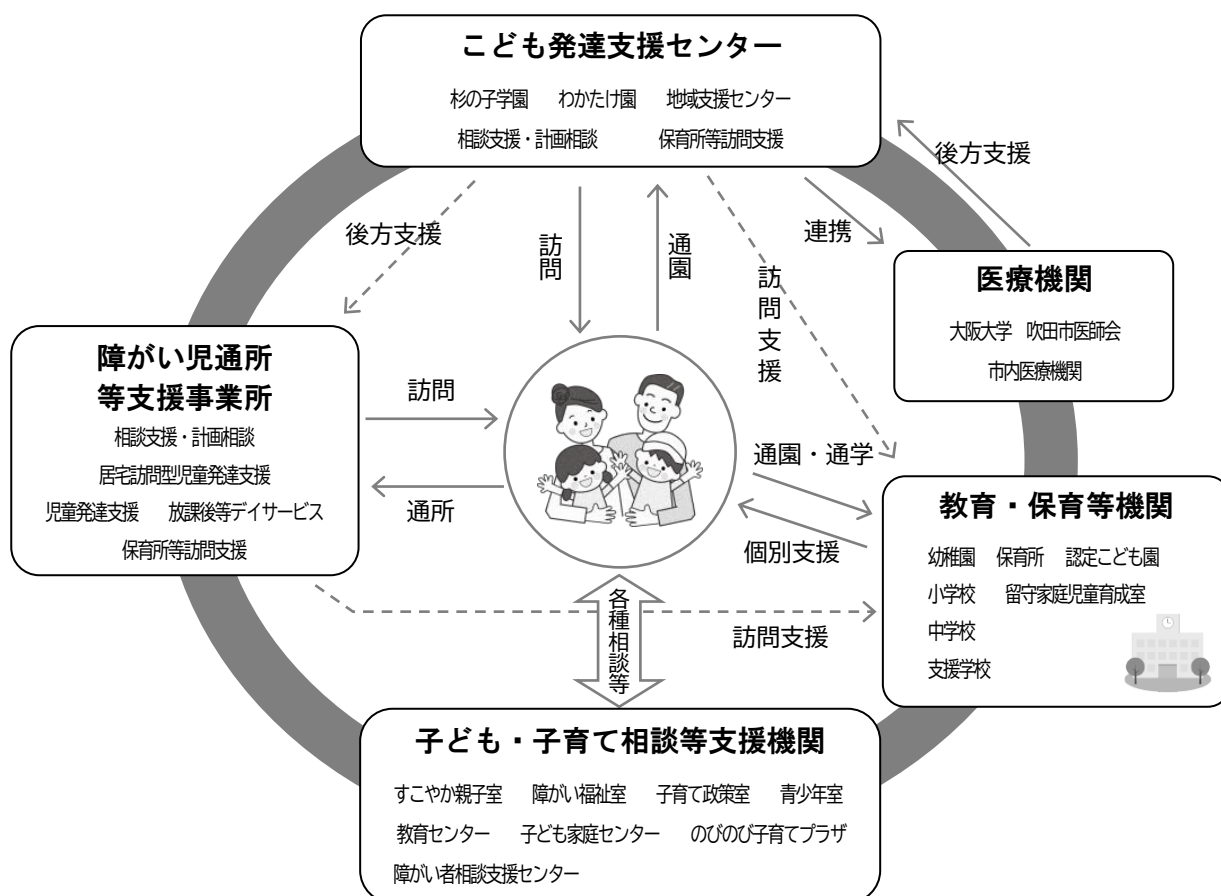 こども発達支援センター
杉の子学園 わかたけ園 地域支援センター
相談支援・計画相談 保育所等訪問支援
後方支援
後方支援
訪問
通園
訪問支援
連携
医療機関
大阪大学 吹田市医師会
市内医療機関
障がい児通所
等支援事業所
相談支援・計画相談
居宅訪問型児童発達支援
児童発達支援 放課後等デイサービス
保育所等訪問支援
訪問
通所
通園・通学
個別支援
教育・保育等機関
幼稚園 保育所 認定こども園
小学校 留守家庭児童育成室
中学校
支援学校
各種相談等
訪問支援
子ども・子育て相談等支援機関
すこやか親子室 障がい福祉室 子育て政策室 青少年室
教育センター 子ども家庭センター のびのび子育てプラザ
障がい者相談支援センター